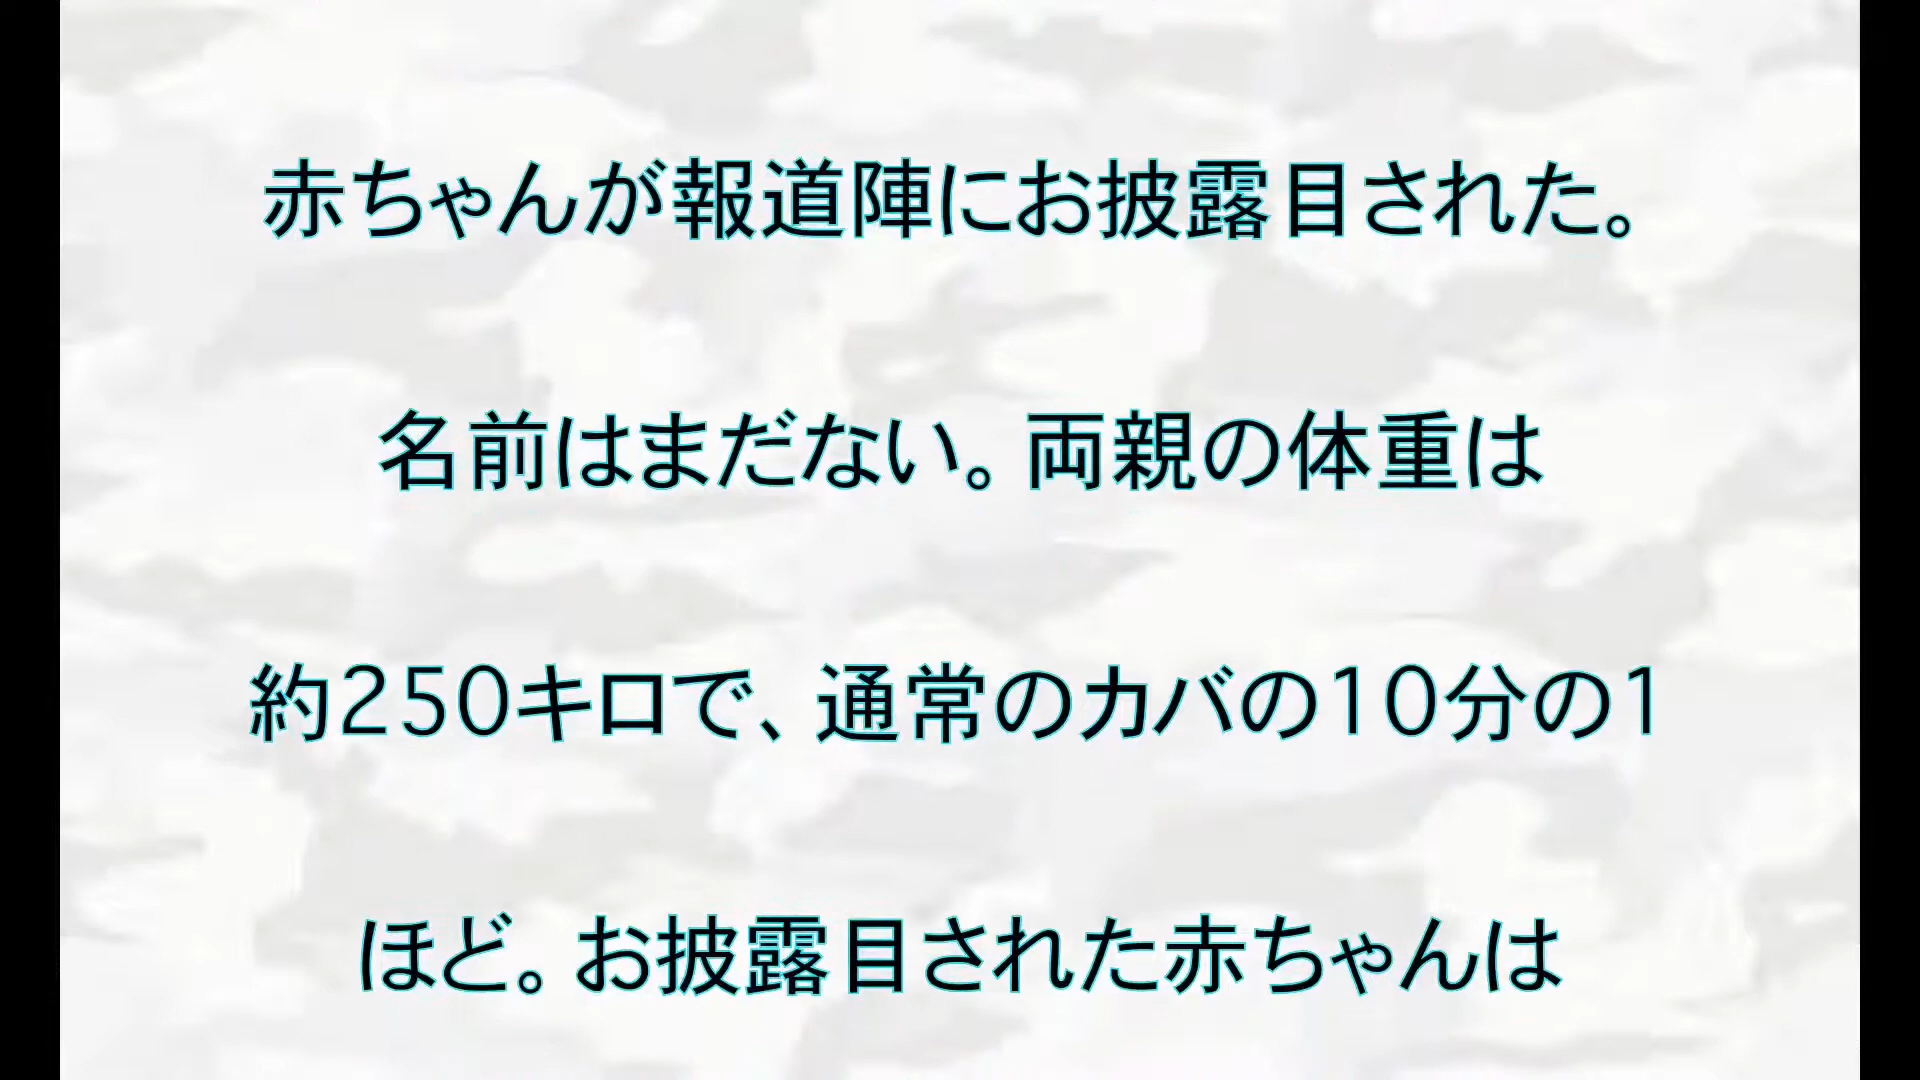 赤ちゃんが報道陣にお披露目された。
名前はまだない。両親の体重は
約250キロで、通常のカバの10分の1
ほど。お披露目された赤ちゃんは